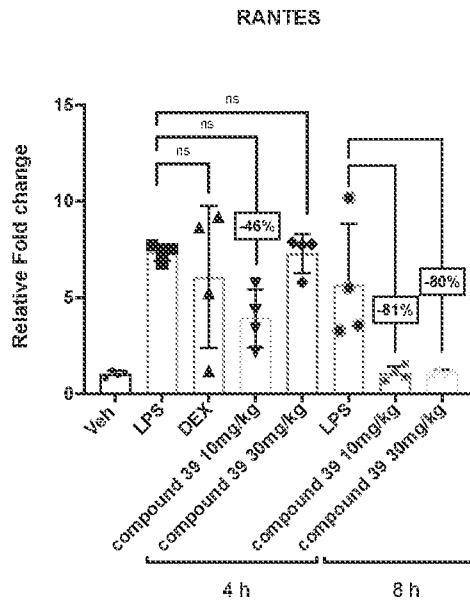 RANTES
Relative Fold change
15
10
5
0
ns
ns
ns
-46%
-81%
-80%
Veh
LPS
DEX
compound 39 10mg/kg
compound 39 30mg/kg
LPS
compound 39 10mg/kg
compound 39 30mg/kg
4 h
8 h